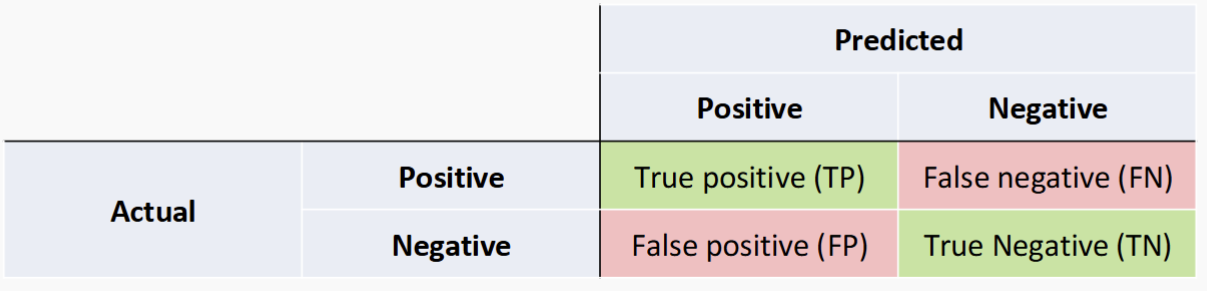 Predicted
Positive Negative
Actual
Positive True positive (TP) False negative (FN)
Negative False positive (FP) True Negative (TN)